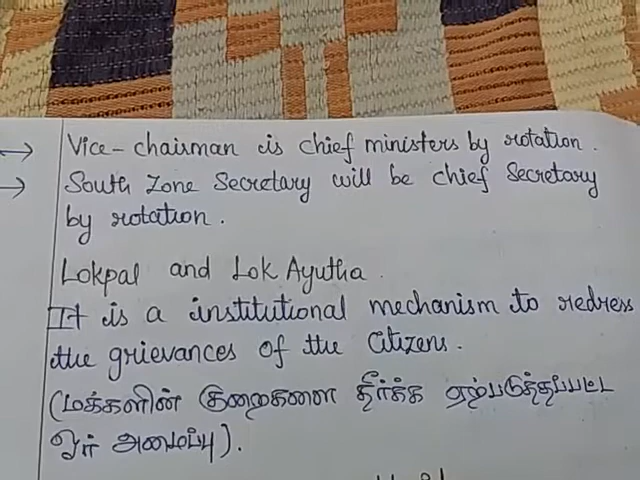 → Vice-chairman is chief ministers by rotation.
→ South Zone Secretary will be chief Secretary
by rotation.
Lokpal and Lok Ayutha.
It is a institutional mechanism to redress
the grievances of the Citizens.
(மக்களின் குறைகளை தீர்க்க ஏற்படுத்தப்பட்ட
ஓர் அமைப்பு).